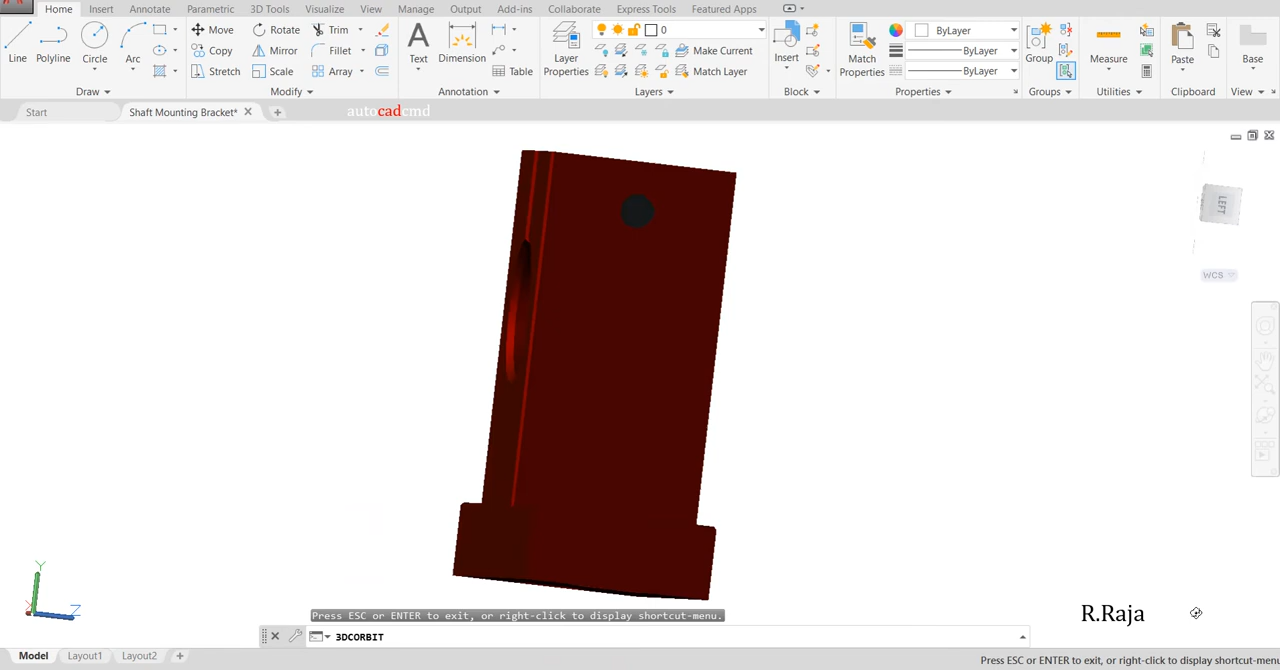 Home Insert Annotate Parametric 3D Tools Visualize View Manage Output Add-ins Collaborate Express Tools Featured Apps
Line Polyline Circle Arc
Move Rotate Trim
Copy Mirror Fillet
Stretch Scale Array
Text Dimension Table
Layer Properties
0
Make Current
Match Layer
Insert
Match Properties
ByLayer
ByLayer
ByLayer
Group
Measure
Paste
Base
Draw Modify Annotation Layers Block Properties Groups Utilities Clipboard View
Start Shaft Mounting Bracket* autocadcmd
LEFT
WCS
Y
Z
R.Raja
Press ESC or ENTER to exit, or right-click to display shortcut-menu.
3DCORBIT
Model Layout1 Layout2
Press ESC or ENTER to exit, or right-click to display shortcut-menu